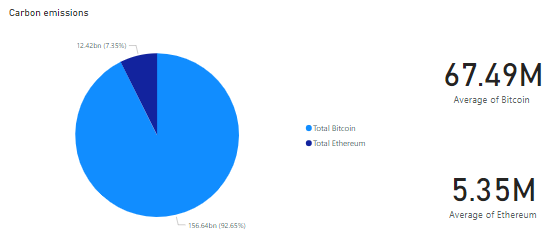 Carbon emissions
12.42bn (7.35%)
67.49M
Average of Bitcoin
Total Bitcoin
Total Ethereum
5.35M
Average of Ethereum
156.64bn (92.65%)